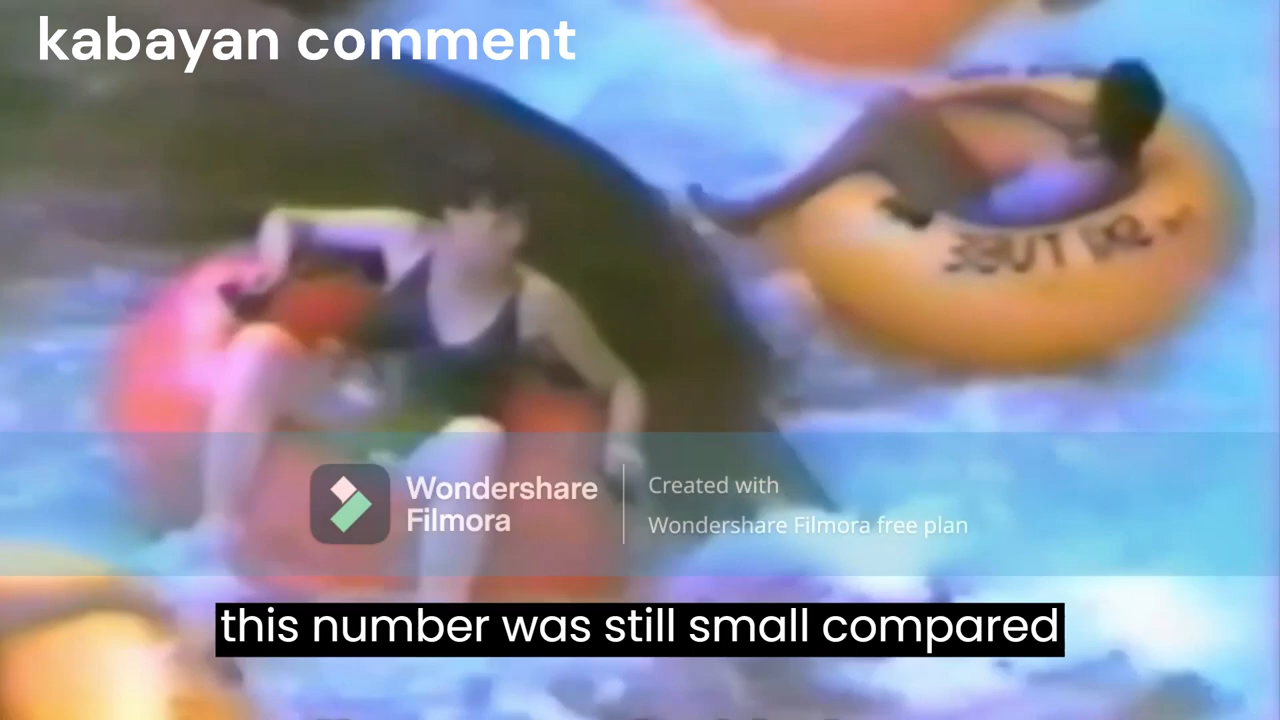 kabayan comment
Wondershare
Filmora
Created with
Wondershare Filmora free plan
this number was still small compared